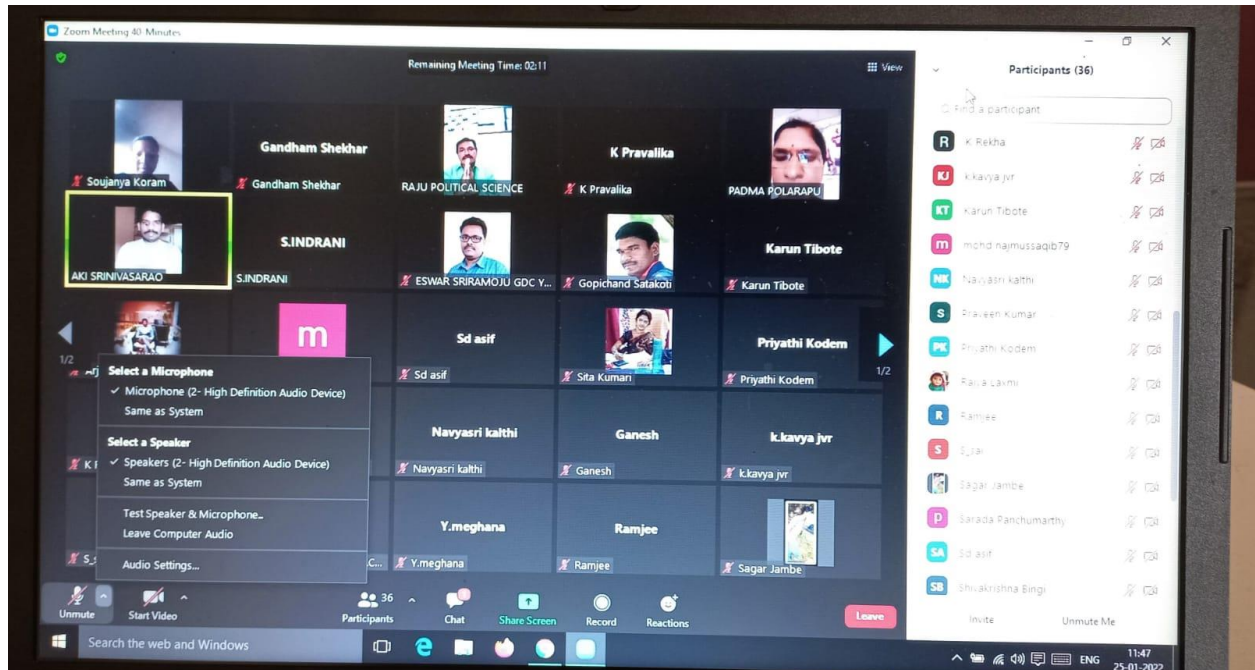 Zoom Meeting 40-Minutes
Remaining Meeting Time: 02:11
View
Soujanya Koram
Gandham Shekhar
Gandham Shekhar
RAJU POLITICAL SCIENCE
K Pravalika
K Pravalika
PADMA POLARAPU
AKI SRINIVASARAO
S.INDRANI
S.INDRANI
ESWAR SRIRAMOJU GDC Y...
Gopichand Satakoti
Karun Tibote
Karun Tibote
1/2
m
Sd asif
Sd asif
Sita Kumari
Priyathi Kodem
Priyathi Kodem
1/2
Select a Microphone
✓ Microphone (2- High Definition Audio Device)
Same as System
Select a Speaker
✓ Speakers (2- High Definition Audio Device)
Same as System
Test Speaker & Microphone...
Leave Computer Audio
Audio Settings...
Navyasri kalthi
Navyasri kalthi
Ganesh
Ganesh
k.kavya jvr
k.kavya jvr
Y.meghana
Y.meghana
Ramjee
Ramjee
Sagar Jambe
Unmute
Start Video
36
Participants
Chat
Share Screen
Record
Reactions
Leave
Participants (36)
Find a participant
R K Rekha
KJ k.kavya jvr
KT Karun Tibote
m mohd najmussaqib79
NK Navyasri kalthi
S Praveen Kumar
PK Priyathi Kodem
Raja Laxmi
R Ramjee
S S_sai
Sagar Jambe
P Sarada Panchumarthy
SA Sd asif
SB Shivakrishna Bingi
Invite
Unmute Me
Search the web and Windows
ENG
11:47
25-01-2022